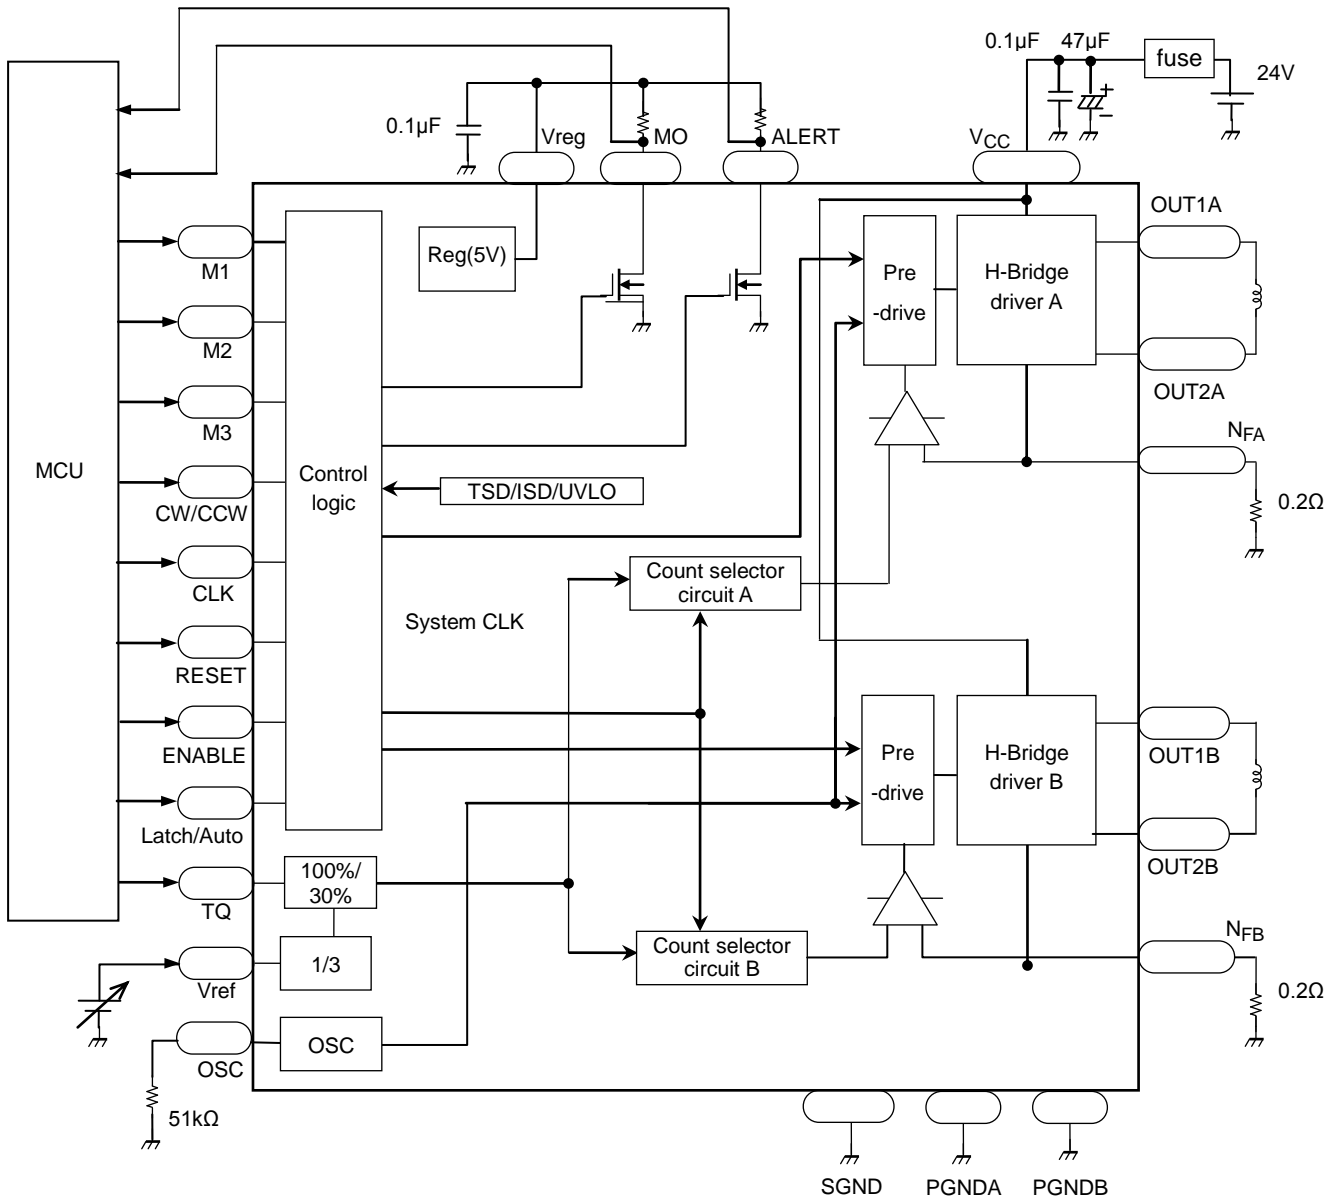 0.1μF
47μF
fuse
24V
0.1μF
Vreg
MO
ALERT
VCC
OUT1A
M1
Reg(5V)
Pre
-drive
H-Bridge
driver A
M2
OUT2A
M3
NFA
MCU
Control
logic
TSD/ISD/UVLO
CW/CCW
0.2Ω
Count selector
circuit A
CLK
System CLK
RESET
ENABLE
Pre
-drive
H-Bridge
driver B
OUT1B
Latch/Auto
100%/
30%
OUT2B
TQ
NFB
Count selector
circuit B
1/3
Vref
0.2Ω
OSC
OSC
51kΩ
SGND
PGNDA
PGNDB